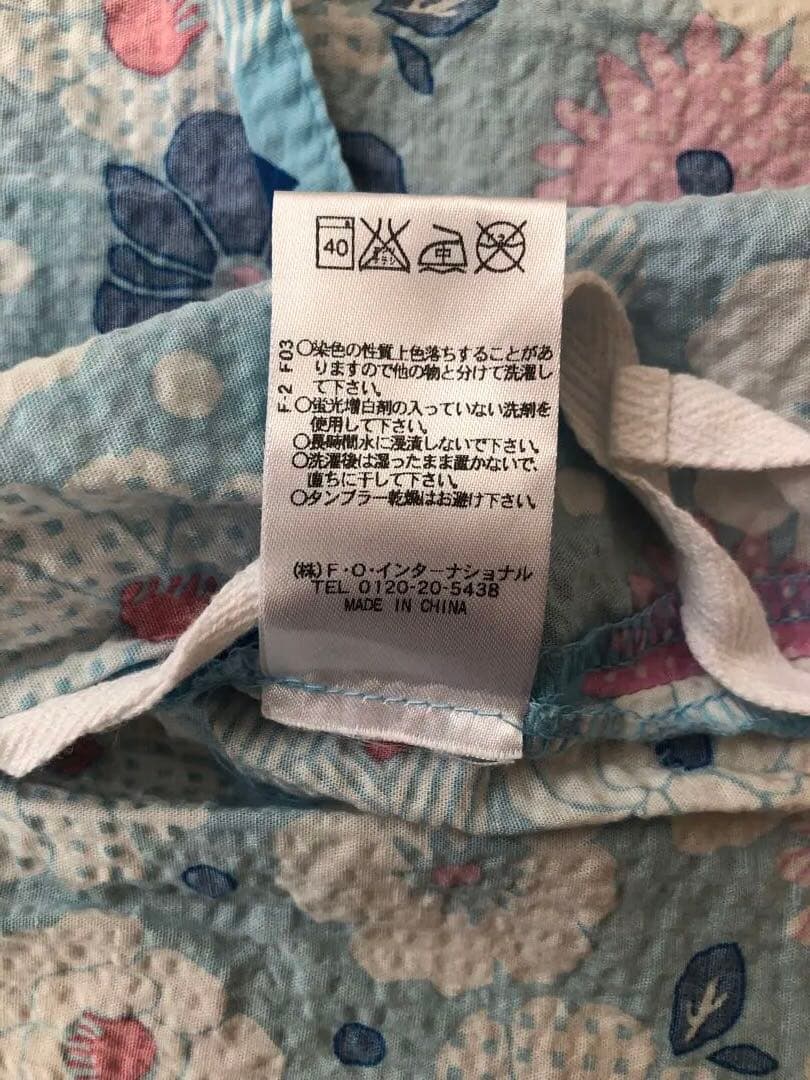 40
中
F-2 F03
○染色の性質上色落ちすることがあ
りますので他の物と分けて洗濯し
て下さい。
○蛍光増白剤の入っていない洗剤を
使用して下さい。
○長時間水に浸漬しないで下さい。
○洗濯後は湿ったまま置かないで、
直ちに干して下さい。
○タンブラー乾燥はお避け下さい。
(株)F・O・インターナショナル
TEL 0120-20-5438
MADE IN CHINA